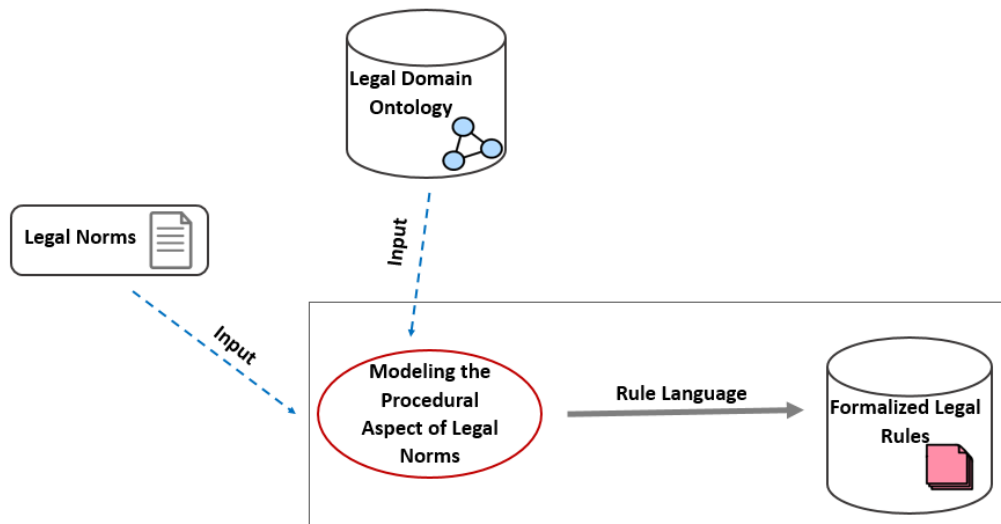 Legal Domain
Ontology
Legal Norms
Input
Input
Modeling the
Procedural
Aspect of Legal
Norms
Rule Language
Formalized Legal
Rules